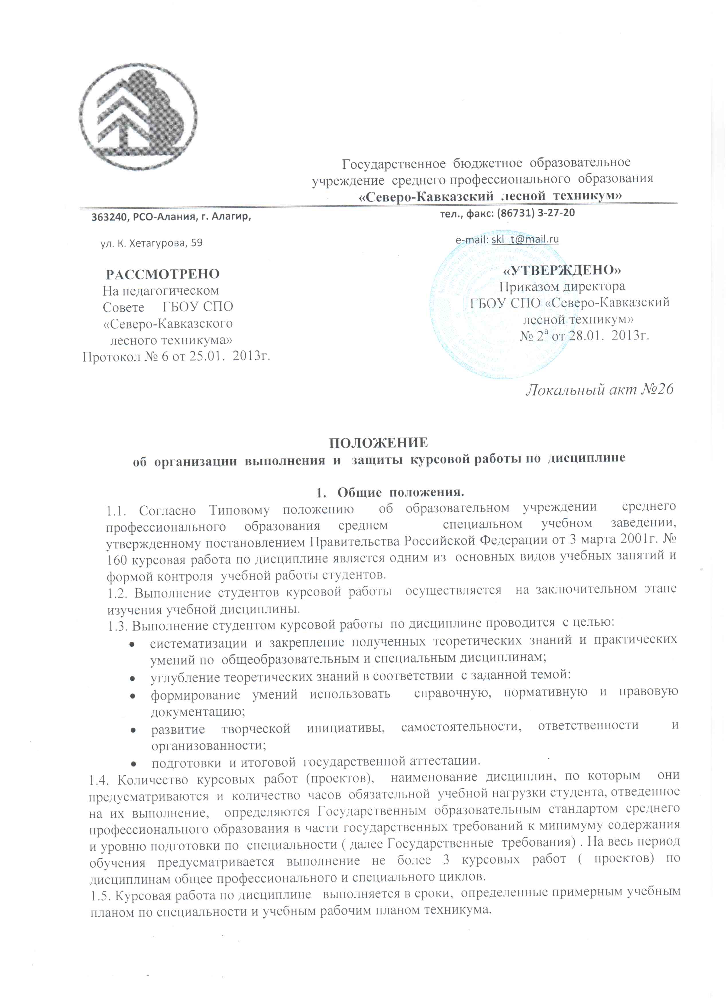 Государственное бюджетное образовательное
учреждение среднего профессионального образования
«Северо-Кавказский лесной техникум»
363240, РСО-Алания, г. Алагир,
тел., факс: (86731) 3-27-20
ул. К. Хетагурова, 59
e-mail: skl_t@mail.ru
РАССМОТРЕНО
На педагогическом
Совете ГБОУ СПО
«Северо-Кавказского
лесного техникума»
Протокол № 6 от 25.01. 2013г.
«УТВЕРЖДЕНО»
Приказом директора
ГБОУ СПО «Северо-Кавказский
лесной техникум»
№ 2а от 28.01. 2013г.
Локальный акт №26
ПОЛОЖЕНИЕ
об организации выполнения и защиты курсовой работы по дисциплине
1. Общие положения.
1.1. Согласно Типовому положению об образовательном учреждении среднего
профессионального образования среднем специальном учебном заведении,
утвержденному постановлением Правительства Российской Федерации от 3 марта 2001г. №
160 курсовая работа по дисциплине является одним из основных видов учебных занятий и
формой контроля учебной работы студентов.
1.2. Выполнение студентов курсовой работы осуществляется на заключительном этапе
изучения учебной дисциплины.
1.3. Выполнение студентом курсовой работы по дисциплине проводится с целью:
• систематизации и закрепление полученных теоретических знаний и практических
умений по общеобразовательным и специальным дисциплинам;
• углубление теоретических знаний в соответствии с заданной темой:
• формирование умений использовать справочную, нормативную и правовую
документацию;
• развитие творческой инициативы, самостоятельности, ответственности и
организованности;
• подготовки и итоговой государственной аттестации.
1.4. Количество курсовых работ (проектов), наименование дисциплин, по которым они
предусматриваются и количество часов обязательной учебной нагрузки студента, отведенное
на их выполнение, определяются Государственным образовательным стандартом среднего
профессионального образования в части государственных требований к минимуму содержания
и уровню подготовки по специальности ( далее Государственные требования) . На весь период
обучения предусматривается выполнение не более 3 курсовых работ ( проектов) по
дисциплинам общее профессионального и специального циклов.
1.5. Курсовая работа по дисциплине выполняется в сроки, определенные примерным учебным
планом по специальности и учебным рабочим планом техникума.